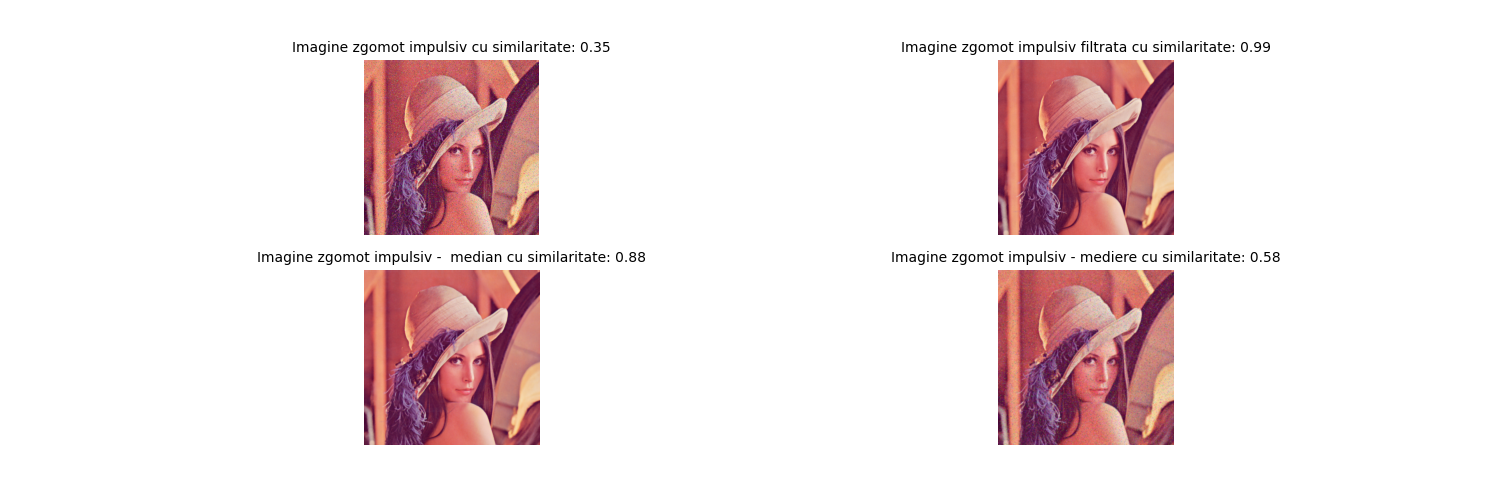 Imagine zgomot impulsiv cu similaritate: 0.35
Imagine zgomot impulsiv filtrata cu similaritate: 0.99
Imagine zgomot impulsiv -  median cu similaritate: 0.88
Imagine zgomot impulsiv - mediere cu similaritate: 0.58